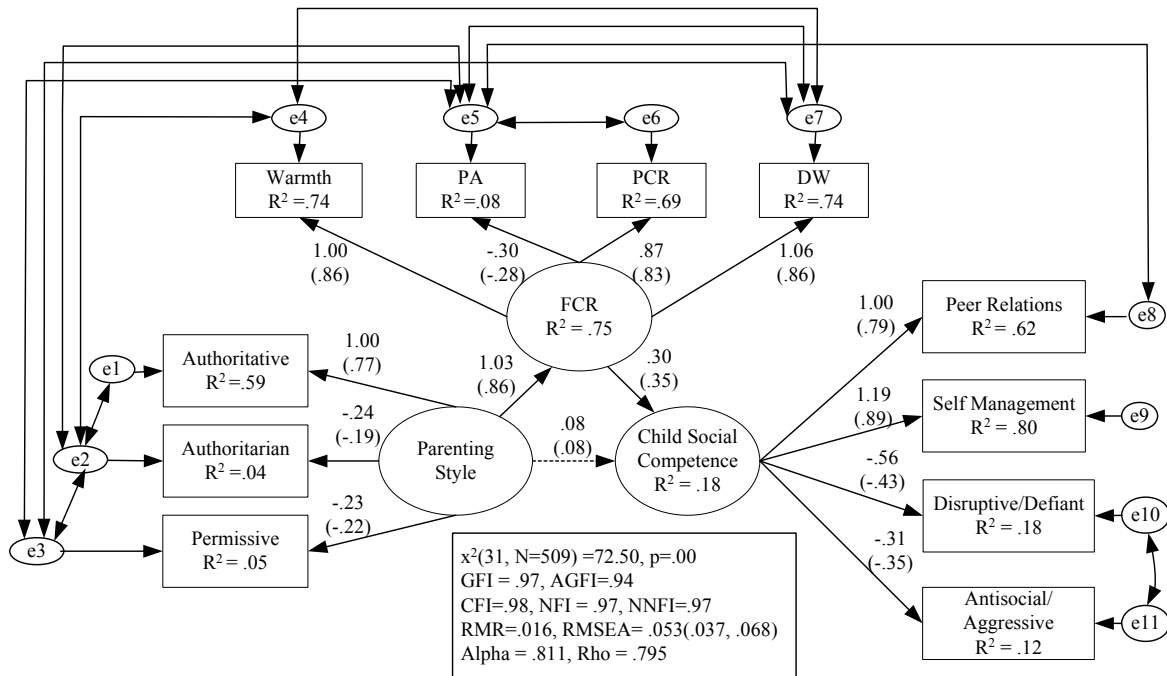 e4
e5
e6
e7
Warmth
R² =.74
PA
R² =.08
PCR
R² =.69
DW
R² =.74
1.00
(.86)
-.30
(-.28)
.87
(.83)
1.06
(.86)
FCR
R² = .75
e1
e2
e3
Authoritative
R² =.59
Authoritarian
R² =.04
Permissive
R² = .05
1.00
(.77)
-.24
(-.19)
-.23
(-.22)
Parenting
Style
1.03
(.86)
.30
(.35)
.08
(.08)
Child Social
Competence
R² = .18
1.00
(.79)
1.19
(.89)
-.56
(-.43)
-.31
(-.35)
Peer Relations
R² = .62
Self Management
R² = .80
Disruptive/Defiant
R² = .18
Antisocial/
Aggressive
R² = .12
e8
e9
e10
e11
x²(31, N=509) =72.50, p=.00
GFI = .97, AGFI=.94
CFI=.98, NFI = .97, NNFI=.97
RMR=.016, RMSEA= .053(.037, .068)
Alpha = .811, Rho = .795